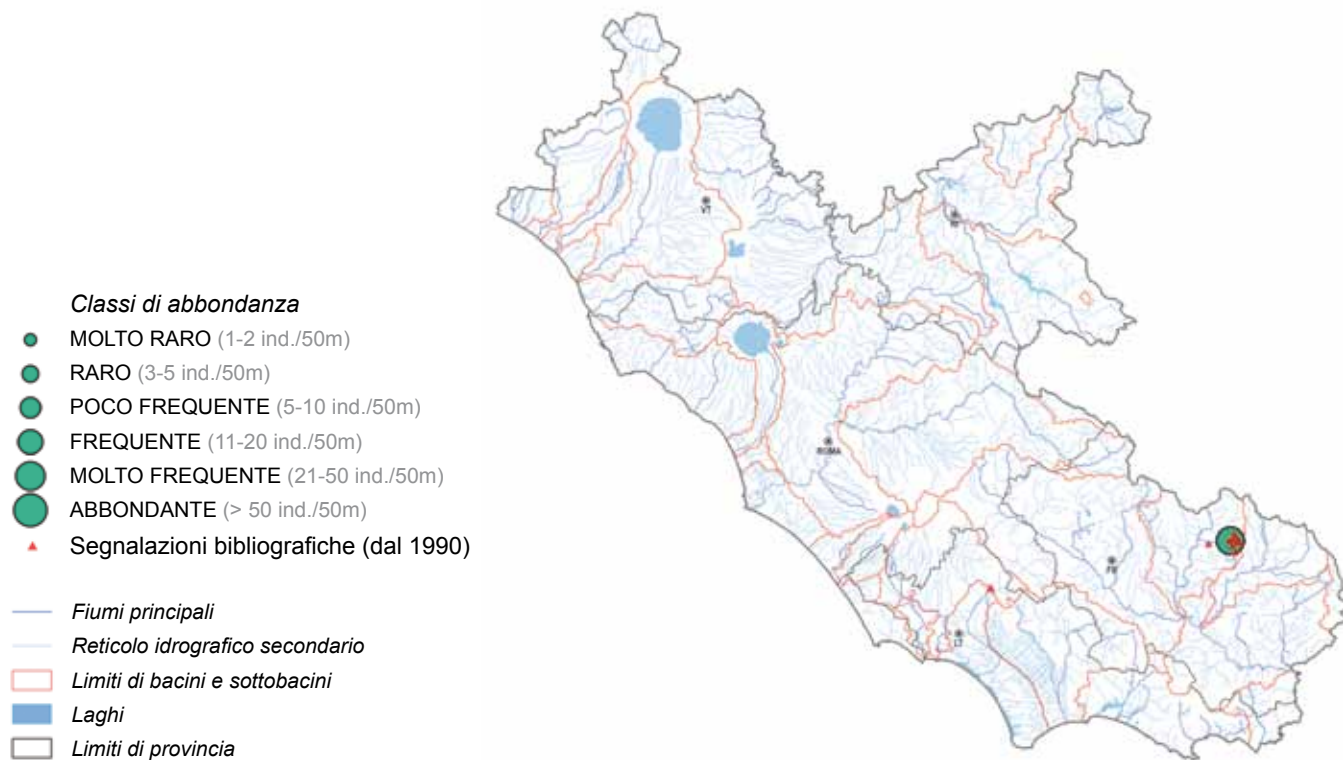 Classi di abbondanza
MOLTO RARO (1-2 ind./50m)
RARO (3-5 ind./50m)
POCO FREQUENTE (5-10 ind./50m)
FREQUENTE (11-20 ind./50m)
MOLTO FREQUENTE (21-50 ind./50m)
ABBONDANTE (> 50 ind./50m)
Segnalazioni bibliografiche (dal 1990)
Fiumi principali
Reticolo idrografico secondario
Limiti di bacini e sottobacini
Laghi
Limiti di provincia
VT
ROMA
FR
LT